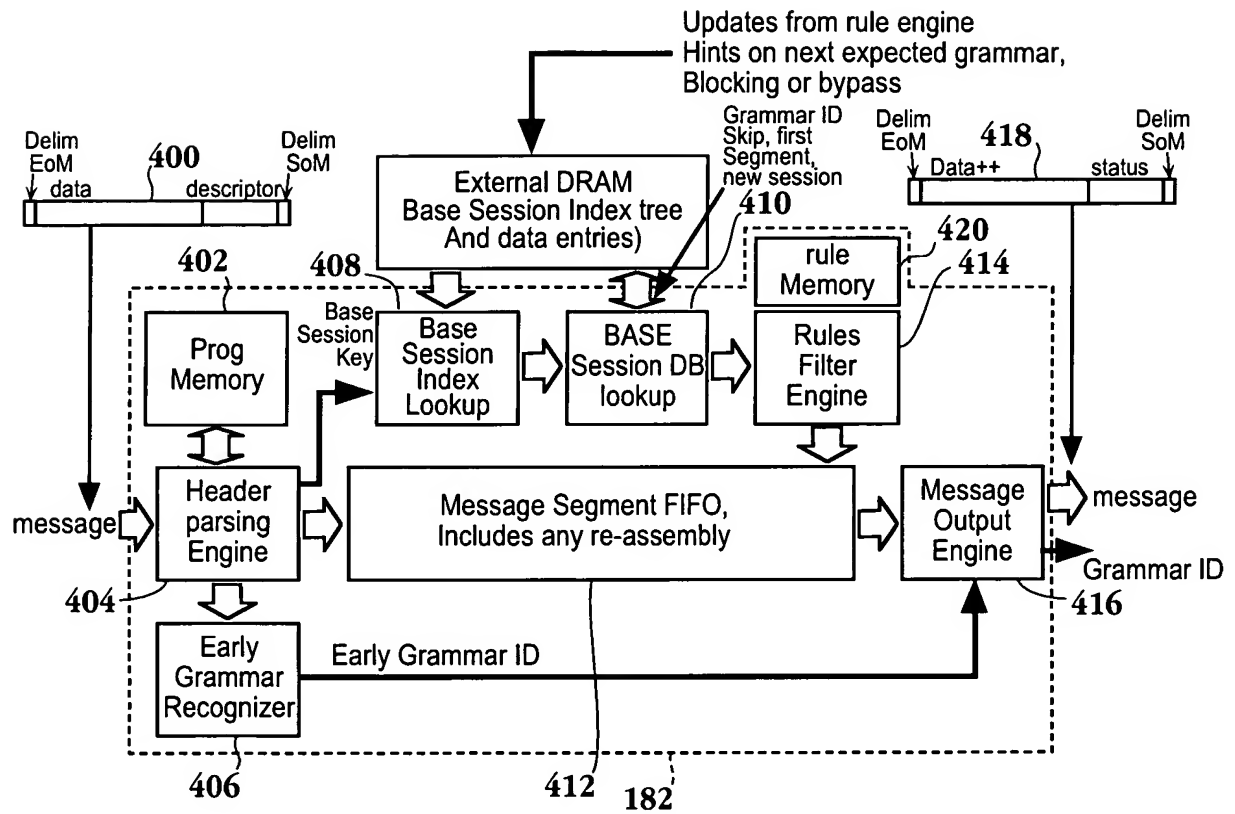 Updates from rule engine
Hints on next expected grammar,
Blocking or bypass
Delim
EoM
400
Delim
SoM
data
descriptor
Grammar ID
Skip, first
Segment,
new session
Delim
EoM
418
Delim
SoM
Data++
status
External DRAM
Base Session Index tree
And data entries)
410
402
408
420
414
rule
Memory
Prog
Memory
Base
Session
Key
Base
Session
Index
Lookup
BASE
Session DB
lookup
Rules
Filter
Engine
message
Header
parsing
Engine
Message Segment FIFO,
Includes any re-assembly
Message
Output
Engine
message
Grammar ID
404
416
Early
Grammar
Recognizer
Early Grammar ID
406
412
182